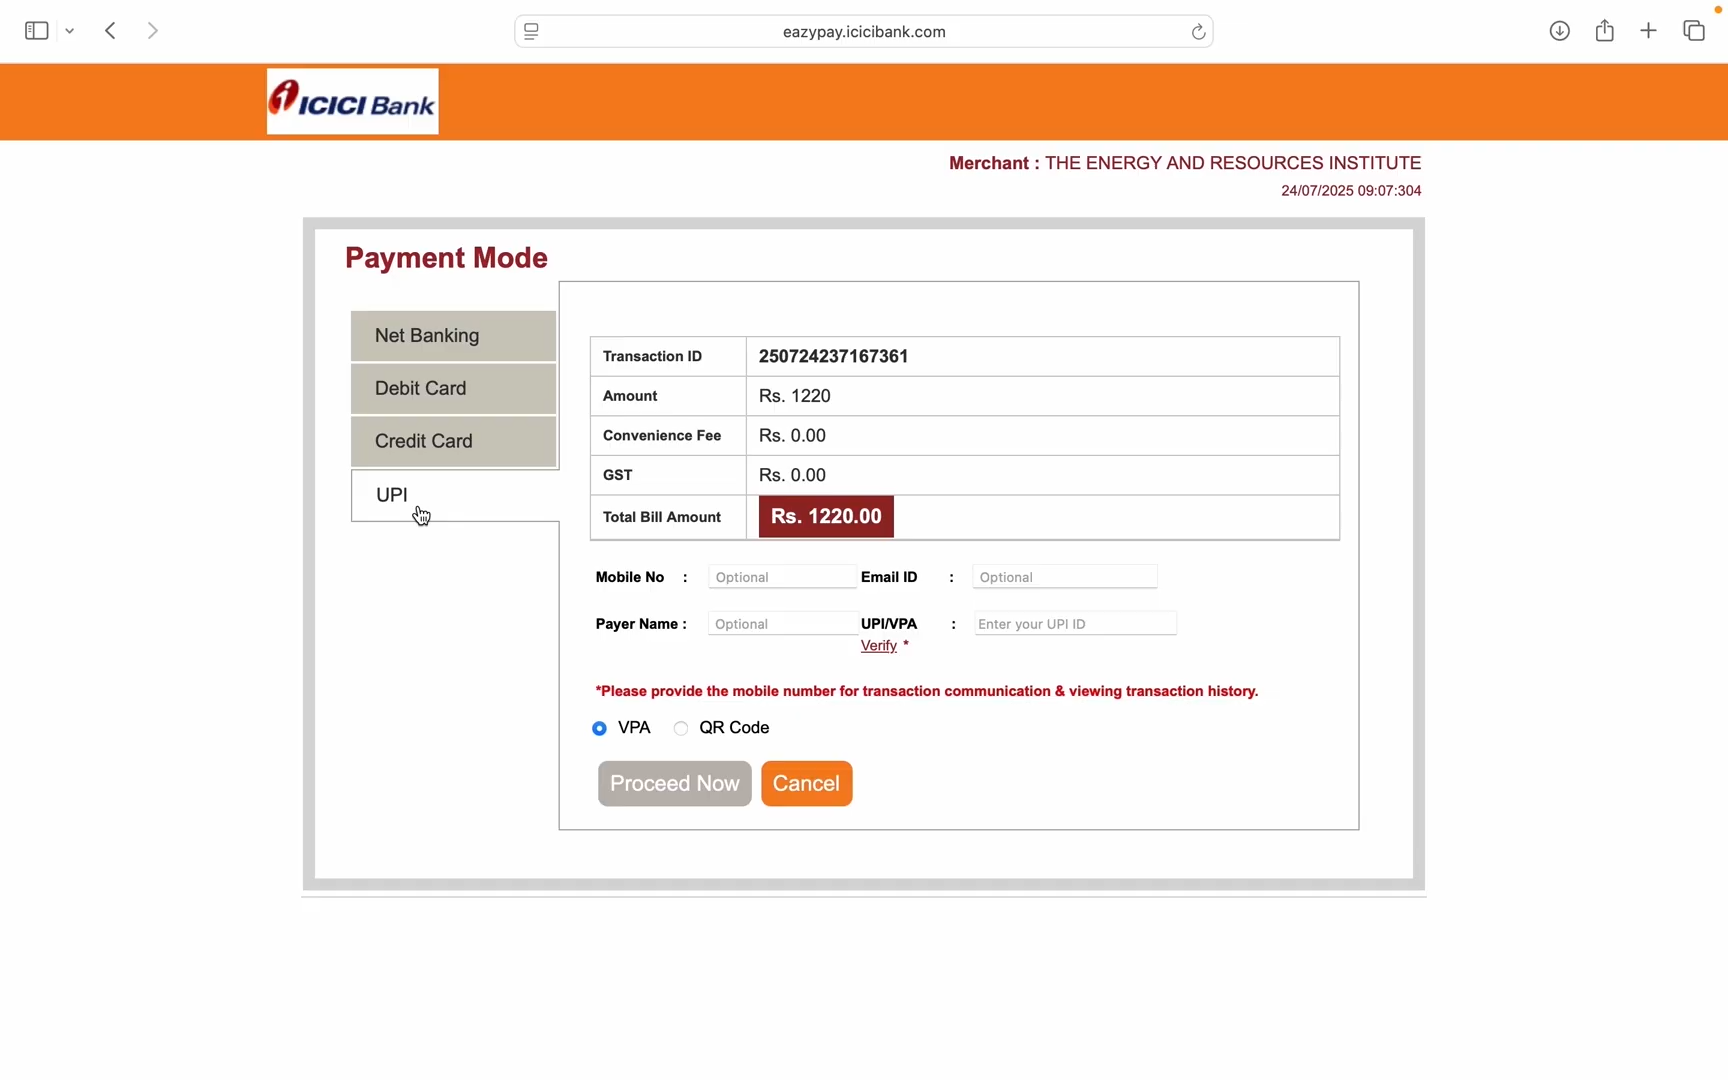 eazypay.icicibank.com
ICICI Bank
Merchant : THE ENERGY AND RESOURCES INSTITUTE
24/07/2025 09:07:304
Payment Mode
Net Banking
Debit Card
Credit Card
UPI
Transaction ID 250724237167361
Amount Rs. 1220
Convenience Fee Rs. 0.00
GST Rs. 0.00
Total Bill Amount Rs. 1220.00
Mobile No : Optional Email ID : Optional
Payer Name : Optional UPI/VPA : Enter your UPI ID
Verify *
*Please provide the mobile number for transaction communication & viewing transaction history.
VPA QR Code
Proceed Now Cancel